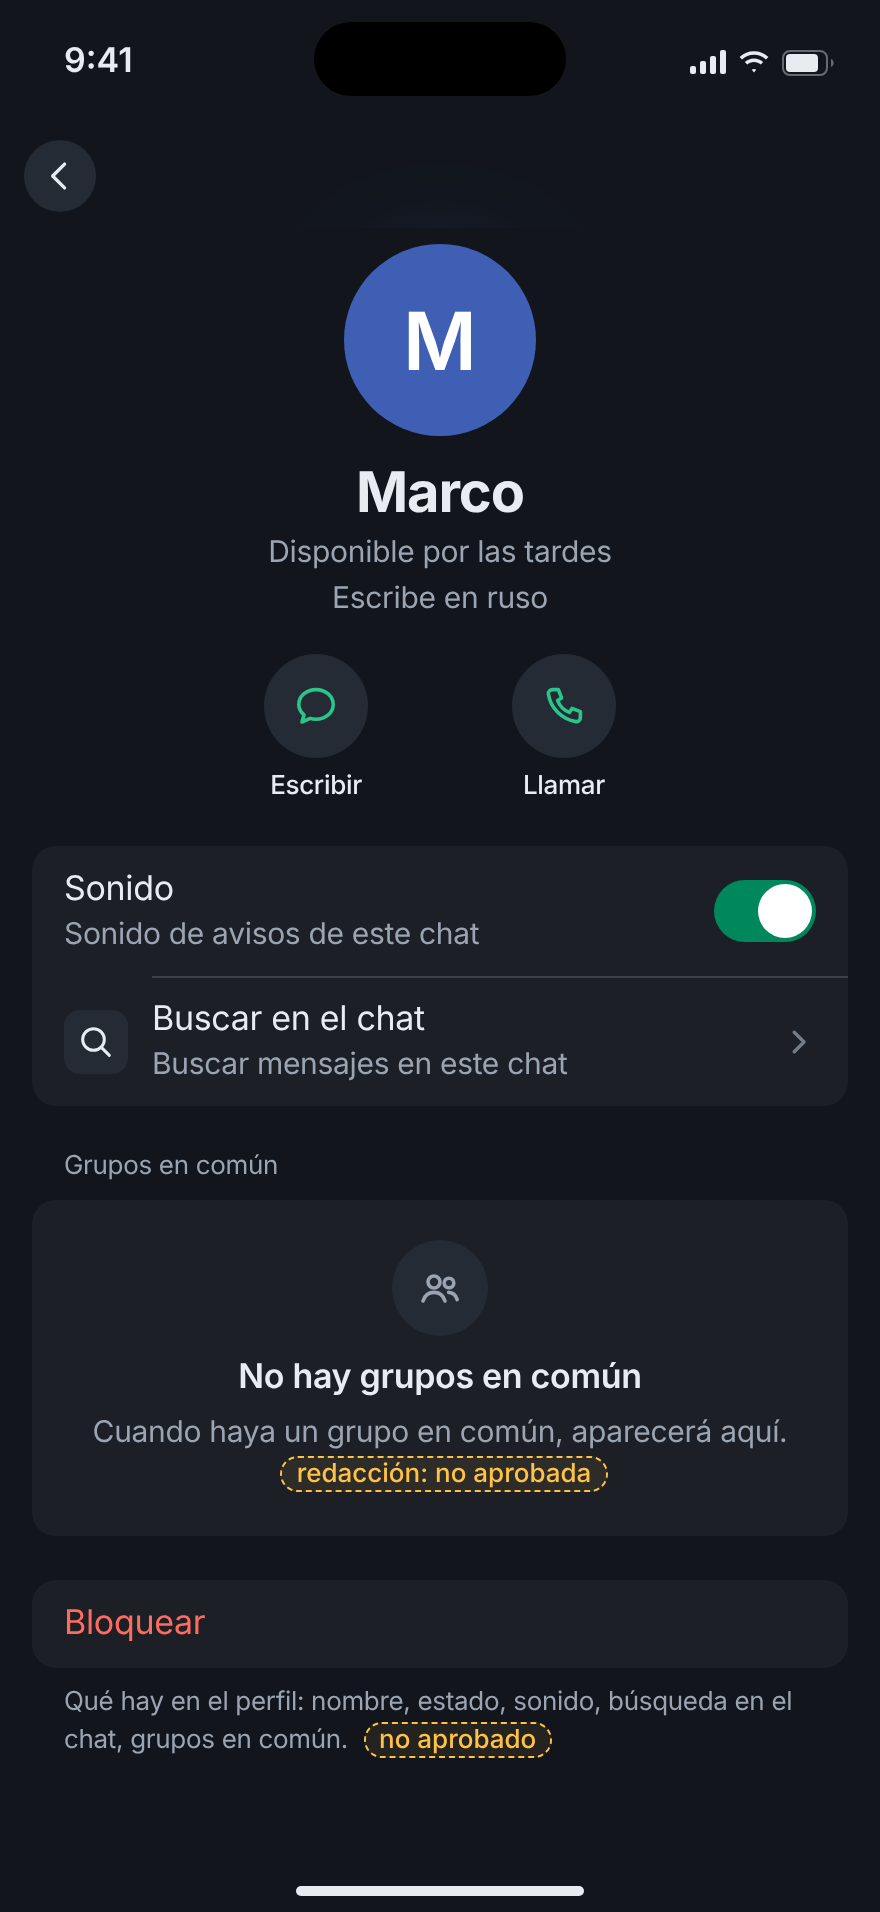 9:41
M
Marco
Disponible por las tardes
Escribe en ruso
Escribir
Llamar
Sonido
Sonido de avisos de este chat
Buscar en el chat
Buscar mensajes en este chat
Grupos en común
No hay grupos en común
Cuando haya un grupo en común, aparecerá aquí.
redacción: no aprobada
Bloquear
Qué hay en el perfil: nombre, estado, sonido, búsqueda en el
chat, grupos en común. no aprobado